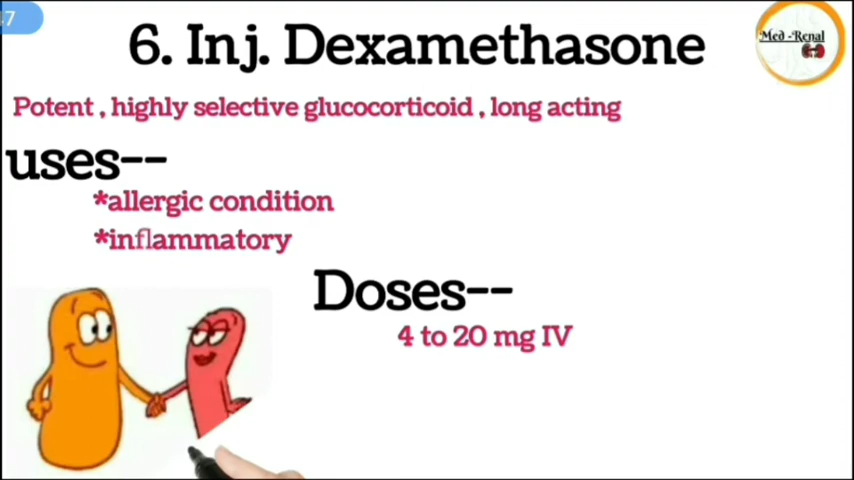 47
6. Inj. Dexamethasone
Med-Renal
Potent , highly selective glucocorticoid , long acting
uses--
*allergic condition
*inflammatory
Doses--
4 to 20 mg IV